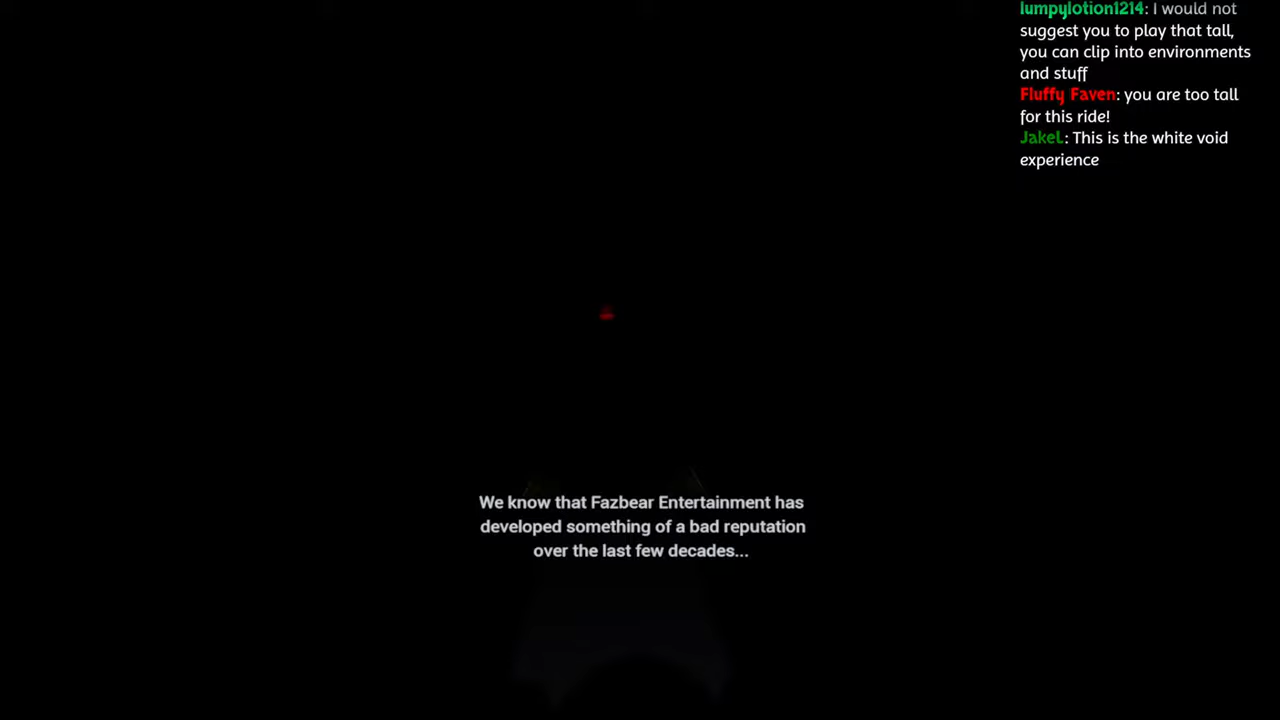 lumpylotion1214: I would not
suggest you to play that tall,
you can clip into environments
and stuff
Fluffy Faven: you are too tall
for this ride!
JakeL: This is the white void
experience
We know that Fazbear Entertainment has
developed something of a bad reputation
over the last few decades...